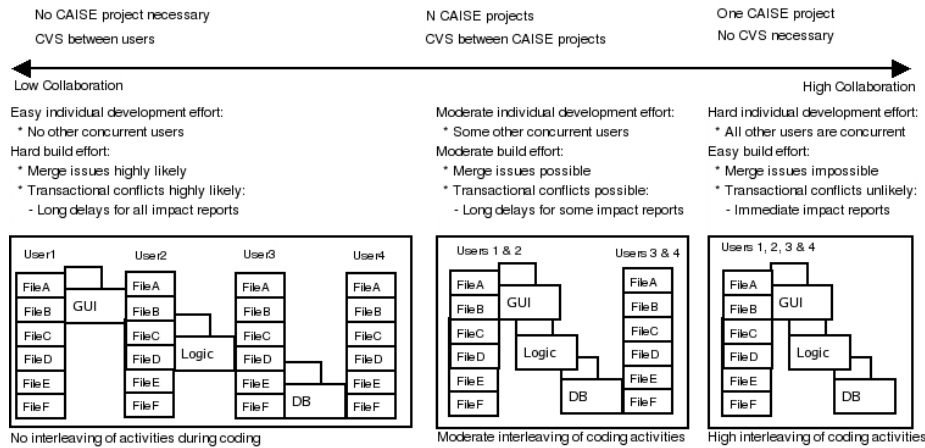 No CAISE project necessary
CVS between users
N CAISE projects
CVS between CAISE projects
One CAISE project
No CVS necessary
Low Collaboration
High Collaboration
Easy individual development effort:
* No other concurrent users
Hard build effort:
* Merge issues highly likely
* Transactional conflicts highly likely:
- Long delays for all impact reports
Moderate individual development effort:
* Some other concurrent users
Moderate build effort:
* Merge issues possible
* Transactional conflicts possible:
- Long delays for some impact reports
Hard individual development effort:
* All other users are concurrent
Easy build effort:
* Merge issues impossible
* Transactional conflicts unlikely:
- Immediate impact reports
User1
FileA
FileB
FileC
FileD
FileE
FileF
GUI
User2
FileA
FileB
FileC
FileD
FileE
FileF
Logic
User3
FileA
FileB
FileC
FileD
FileE
FileF
DB
User4
FileA
FileB
FileC
FileD
FileE
FileF
No interleaving of activities during coding
Users 1 & 2
FileA
FileB
FileC
FileD
FileE
FileF
GUI
Logic
DB
Users 3 & 4
FileA
FileB
FileC
FileD
FileE
FileF
Moderate interleaving of coding activities
Users 1, 2, 3 & 4
FileA
FileB
FileC
FileD
FileE
FileF
GUI
Logic
DB
High interleaving of coding activities